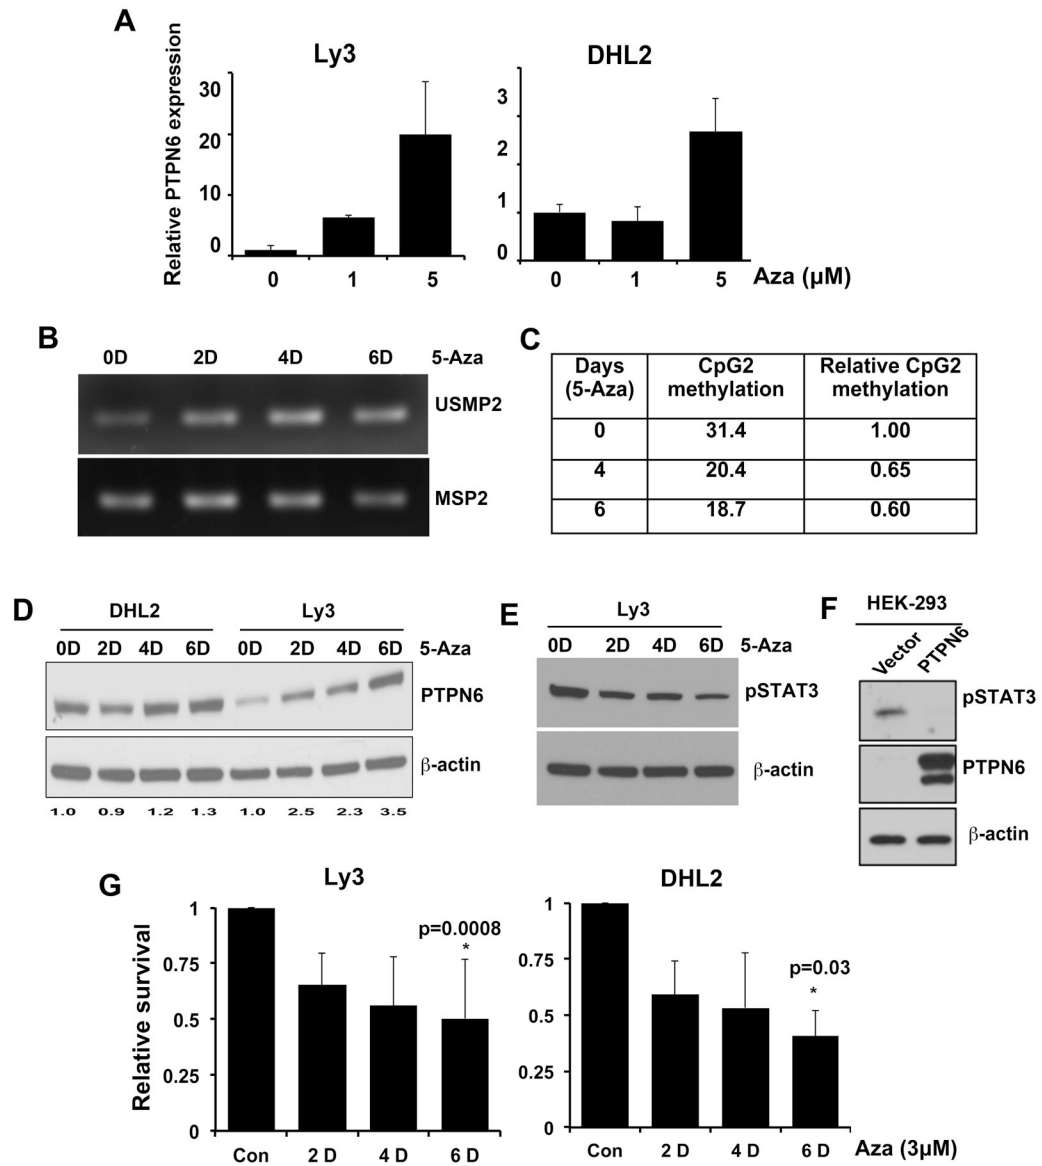 A
Relative PTPN6 expression
Ly3
30
20
10
0
0 1 5
DHL2
3
2
1
0
0 1 5 Aza (µM)
B
0D 2D 4D 6D 5-Aza
USMP2
MSP2
C
Days (5-Aza) CpG2 methylation Relative CpG2 methylation
0 31.4 1.00
4 20.4 0.65
6 18.7 0.60
D
DHL2 Ly3
0D 2D 4D 6D 0D 2D 4D 6D 5-Aza
PTPN6
β-actin
1.0 0.9 1.2 1.3 1.0 2.5 2.3 3.5
E
Ly3
0D 2D 4D 6D 5-Aza
pSTAT3
β-actin
F
HEK-293
Vector PTPN6
pSTAT3
PTPN6
β-actin
G
Relative survival
Ly3
1
0.75
0.5
0.25
0
p=0.0008
*
Con 2 D 4 D 6 D
DHL2
1
0.75
0.5
0.25
0
p=0.03
*
Con 2 D 4 D 6 D Aza (3µM)